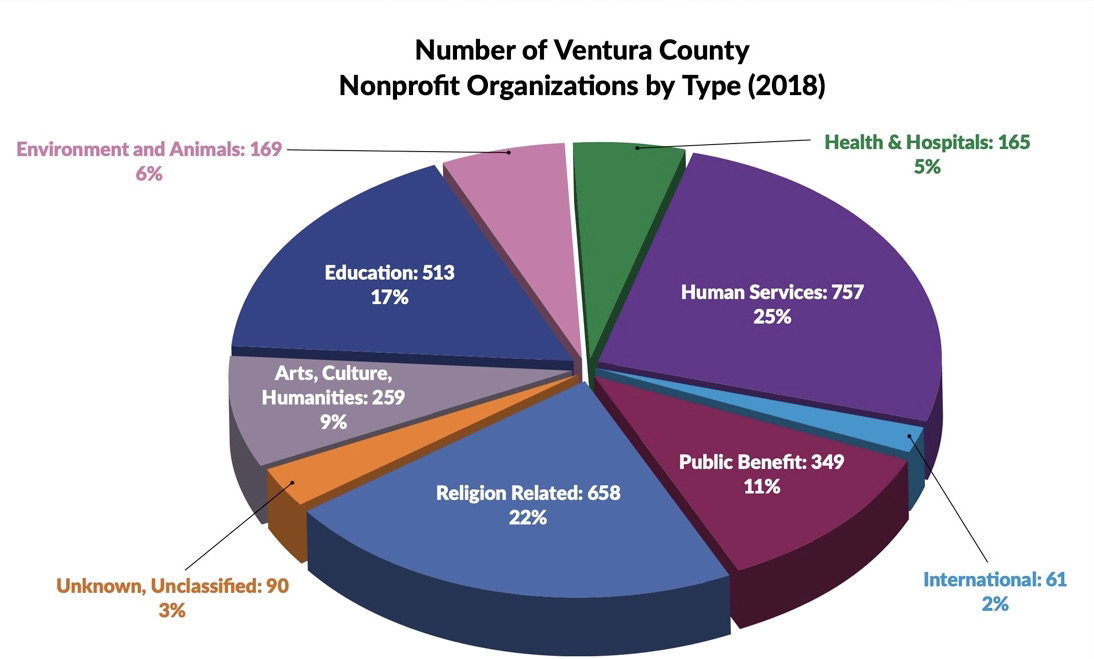 Number of Ventura County
Nonprofit Organizations by Type (2018)
Environment and Animals: 169
6%
Health & Hospitals: 165
5%
Education: 513
17%
Human Services: 757
25%
Arts, Culture,
Humanities: 259
9%
Public Benefit: 349
11%
Religion Related: 658
22%
Unknown, Unclassified: 90
3%
International: 61
2%